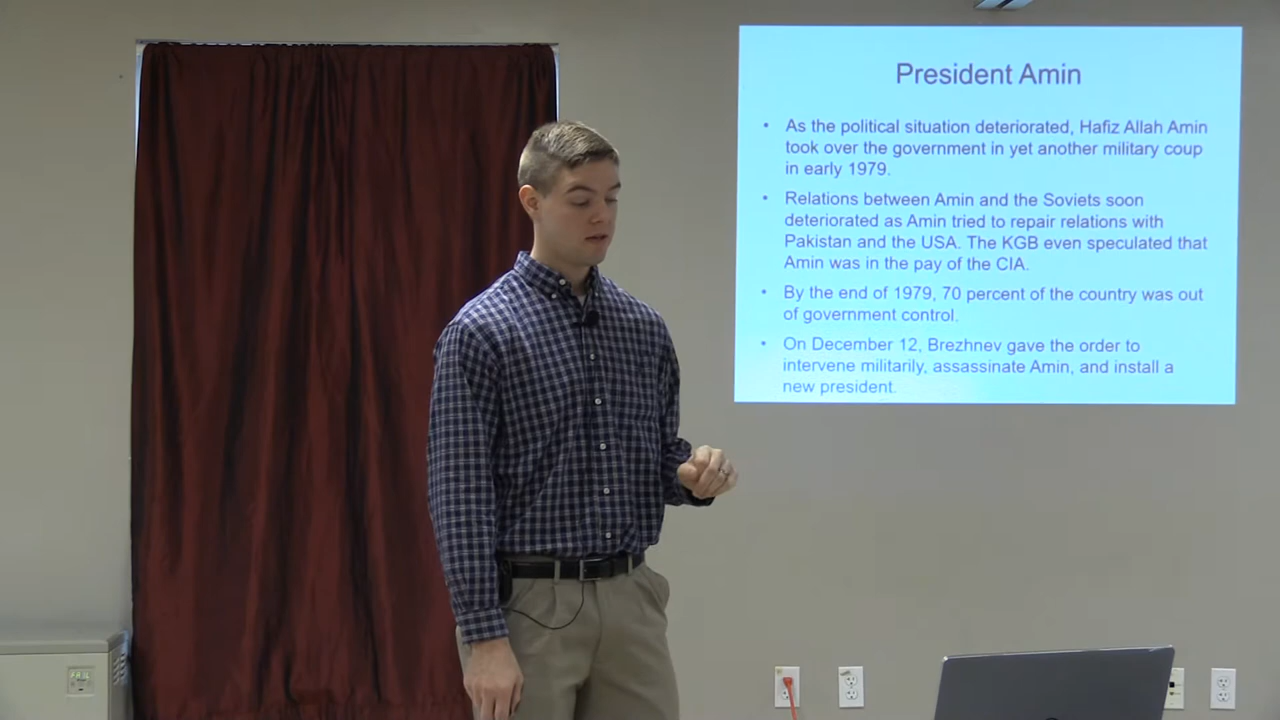 President Amin
• As the political situation deteriorated, Hafiz Allah Amin
took over the government in yet another military coup
in early 1979.
• Relations between Amin and the Soviets soon
deteriorated as Amin tried to repair relations with
Pakistan and the USA. The KGB even speculated that
Amin was in the pay of the CIA.
• By the end of 1979, 70 percent of the country was out
of government control.
• On December 12, Brezhnev gave the order to
intervene militarily, assassinate Amin, and install a
new president.